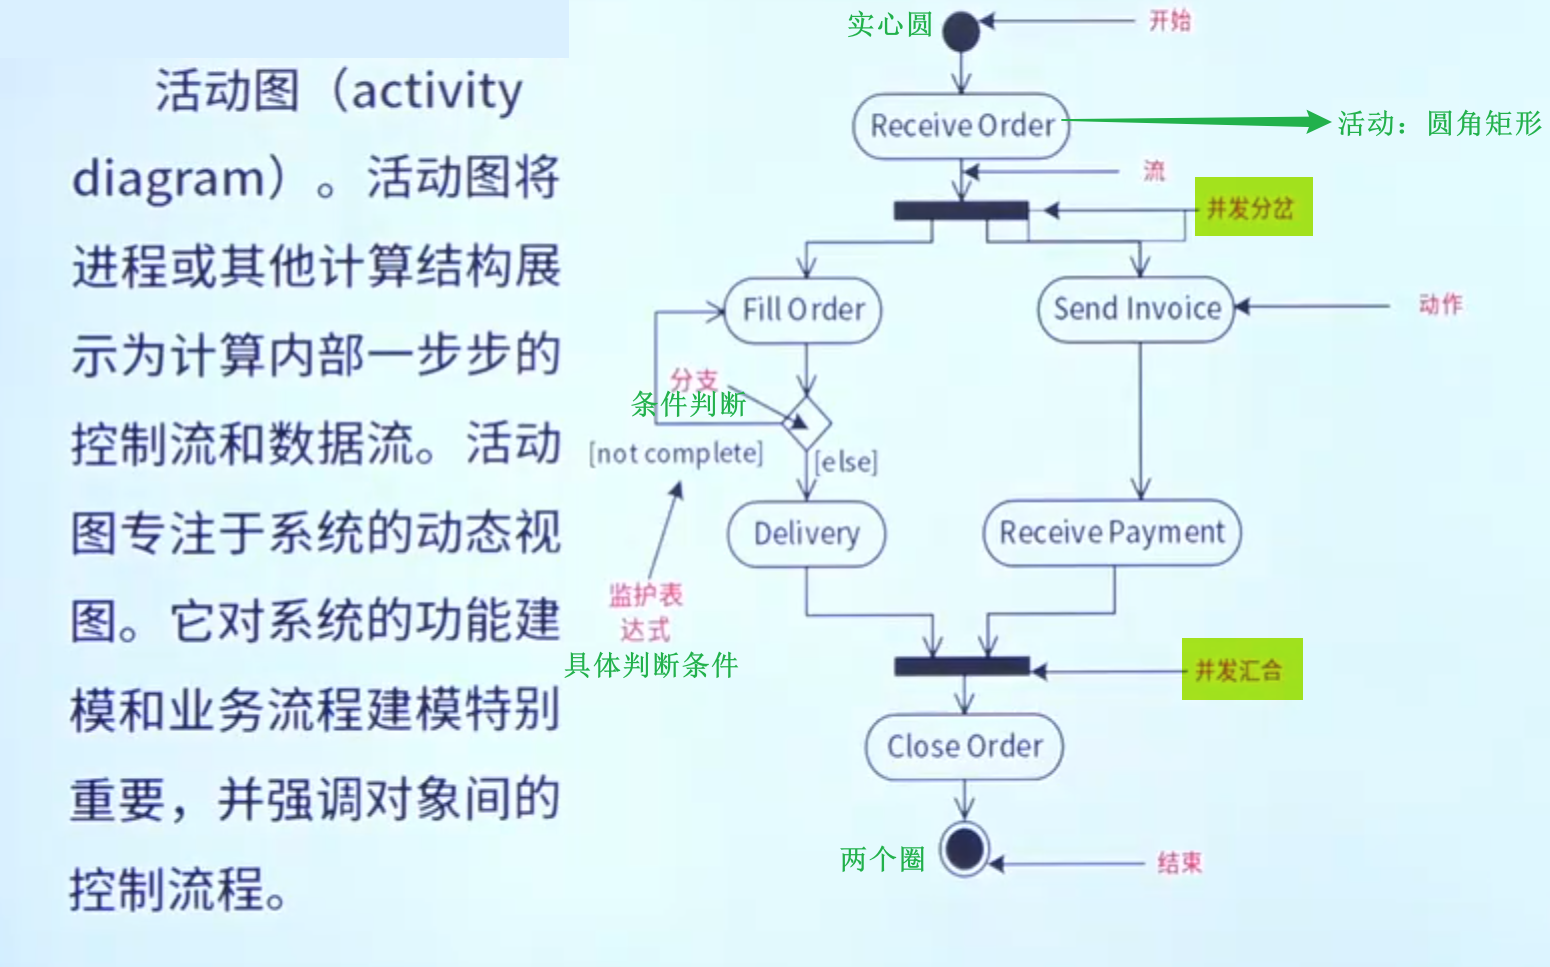 活动图（activity
diagram）。活动图将
进程或其他计算结构展
示为计算内部一步步的
控制流和数据流。活动
图专注于系统的动态视
图。它对系统的功能建
模和业务流程建模特别
重要，并强调对象间的
控制流程。
实心圆
开始
Receive Order
活动：圆角矩形
流
并发分岔
Fill Order
Send Invoice
动作
分支
条件判断
[not complete]
[else]
Delivery
Receive Payment
监护表
达式
具体判断条件
并发汇合
Close Order
两个圈
结束